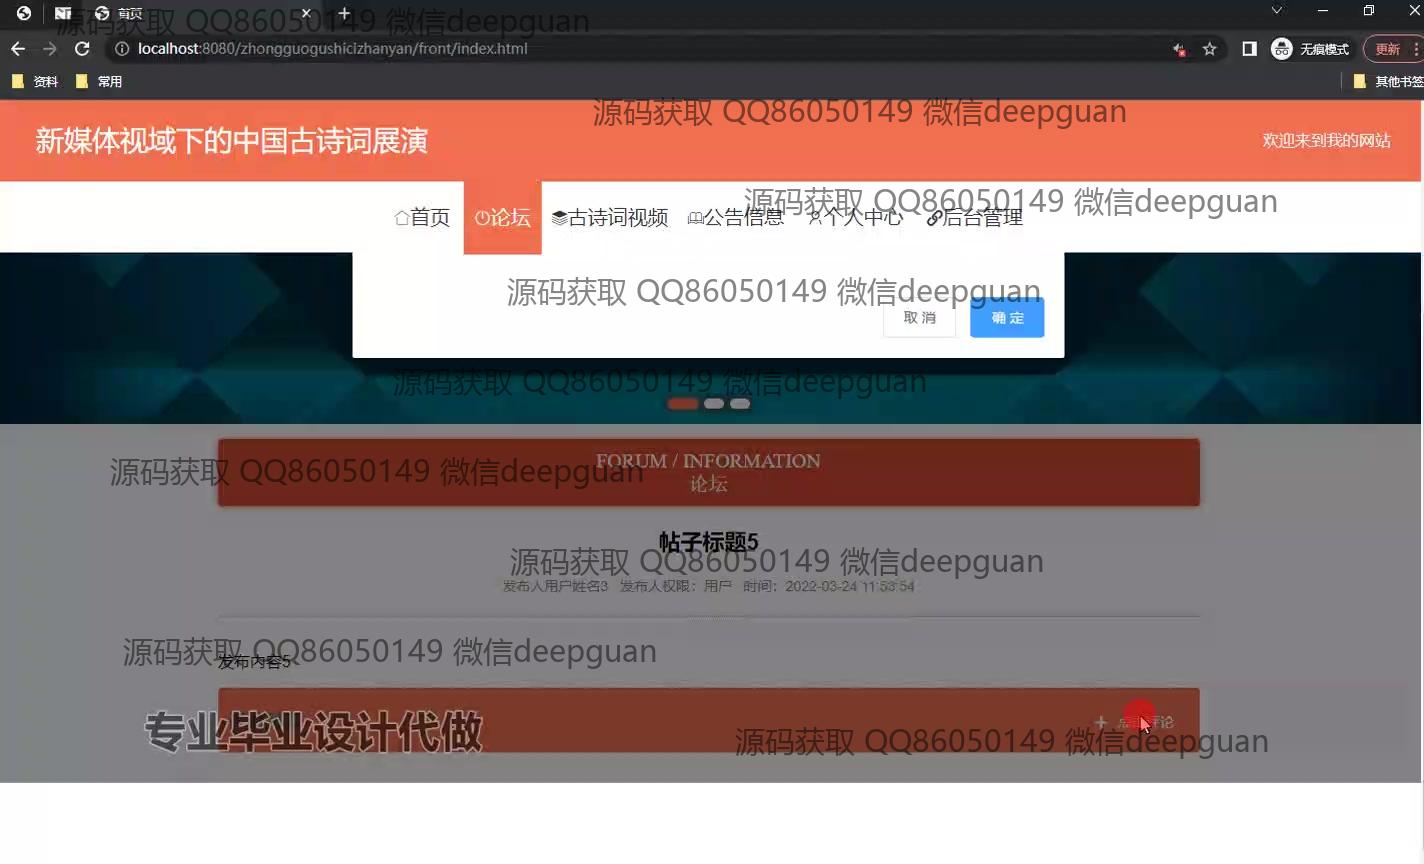 首页
localhost:8080/zhongguogushicizhanyan/front/index.html
无痕模式
更新
资料
常用
其他书签
源码获取 QQ86050149 微信deepguan
源码获取 QQ86050149 微信deepguan
新媒体视域下的中国古诗词展演
欢迎来到我的网站
源码获取 QQ86050149 微信deepguan
首页
论坛
古诗词视频
公告信息
个人中心
后台管理
源码获取 QQ86050149 微信deepguan
取消
确定
源码获取 QQ86050149 微信deepguan
FORUM / INFORMATION
源码获取 QQ86050149 微信deepguan
论坛
帖子标题5
源码获取 QQ86050149 微信deepguan
发布人用户姓名3 发布人权限：用户 时间：2022-03-24 11:53:54
源码获取 QQ86050149 微信deepguan
发布内容5
专业毕业设计代做
源码获取 QQ86050149 微信deepguan